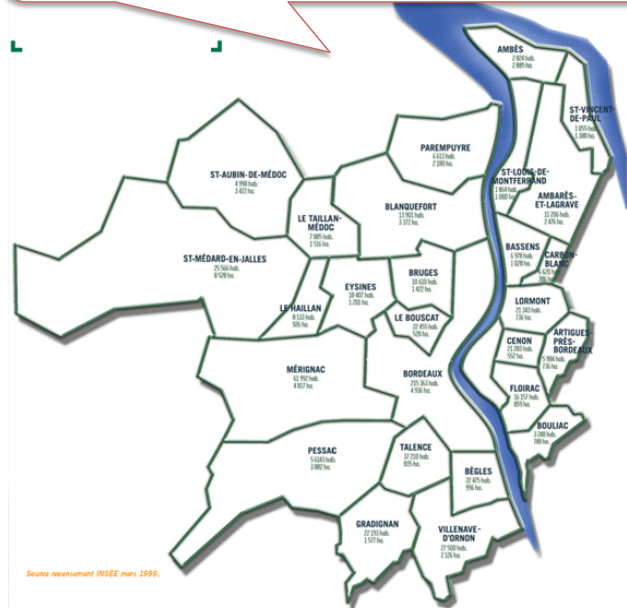 AMBÈS
2 824 hab.
2 885 ha.
ST-VINCENT-
DE-PAUL
1 055 hab.
1 388 ha.
PAREMPUYRE
6 613 hab.
2 180 ha.
ST-LOUIS-DE-
MONTFERRAND
1 864 hab.
1 080 ha.
ST-AUBIN-DE-MÉDOC
4 990 hab.
3 472 ha.
AMBARÈS-
ET-LAGRAVE
11 206 hab.
2 476 ha.
BLANQUEFORT
13 901 hab.
3 372 ha.
LE TAILLAN-
MÉDOC
7 885 hab.
1 516 ha.
BASSENS
6 978 hab.
1 028 ha.
CARBON-
BLANC
ST-MÉDARD-EN-JALLES
25 566 hab.
8 528 ha.
BRUGES
10 610 hab.
1 422 ha.
EYSINES
18 407 hab.
1 201 ha.
LORMONT
21 343 hab.
736 ha.
LE HAILLAN
8 133 hab.
926 ha.
LE BOUSCAT
22 455 hab.
528 ha.
ARTIGUES-
PRÈS-
BORDEAUX
5 984 hab.
736 ha.
CENON
21 283 hab.
552 ha.
MÉRIGNAC
61 992 hab.
4 817 ha.
BORDEAUX
215 363 hab.
4 936 ha.
FLOIRAC
16 157 hab.
859 ha.
BOULIAC
3 248 hab.
748 ha.
PESSAC
5 6143 hab.
3 882 ha.
TALENCE
37 210 hab.
835 ha.
BÈGLES
22 475 hab.
996 ha.
GRADIGNAN
22 193 hab.
1 577 ha.
VILLENAVE-
D'ORNON
27 500 hab.
2 126 ha.
Source recensement INSEE mars 1999.